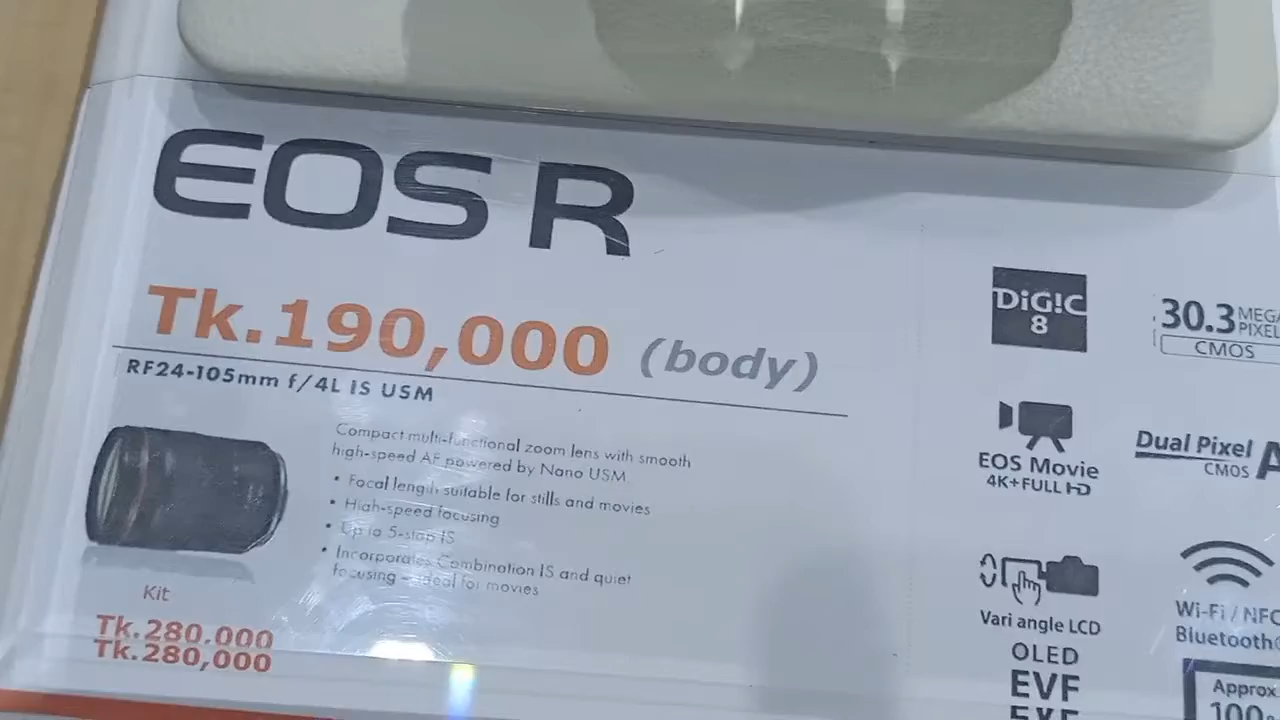 EOS R
Tk.190,000 (body)
RF24-105mm f/4L IS USM
Compact multi-functional zoom lens with smooth
high-speed AF powered by Nano USM
• Focal length suitable for stills and movies
• High-speed focusing
• Up to 5-stop IS
• Incorporates Combination IS and quiet
focusing – ideal for movies
Kit
Tk.280,000
Tk.280,000
DiG!C
8
30.3 MEGA
PIXEL
CMOS
EOS Movie
4K+FULL HD
Dual Pixel
CMOS A
Vari angle LCD
Wi-Fi / NFC
Bluetooth
OLED
EVF
EVF
Approx.
100